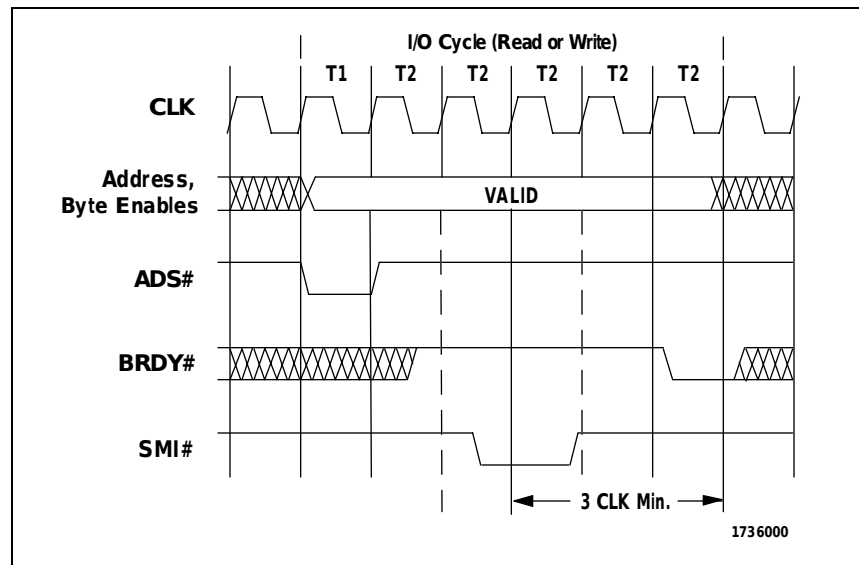 I/O Cycle (Read or Write)
T1 T2 T2 T2 T2 T2
CLK
Address,
Byte Enables
VALID
ADS#
BRDY#
SMI#
3 CLK Min.
1736000